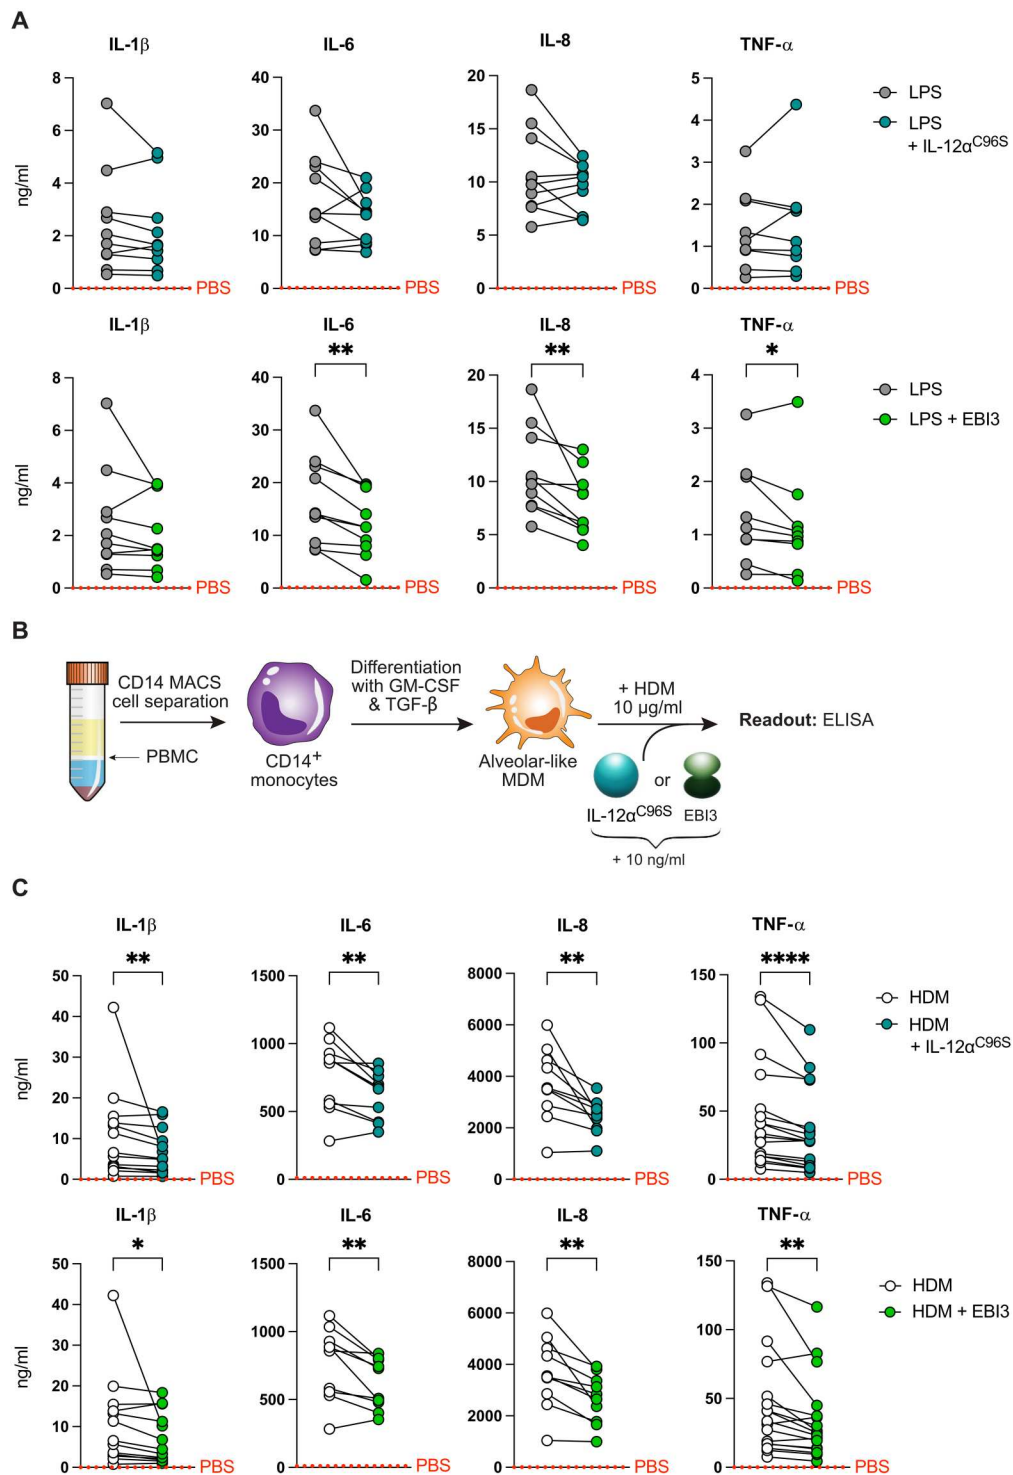 A
IL-1β IL-6 IL-8 TNF-α
ng/ml
8
6
4
2
0
PBS
40
30
20
10
0
PBS
20
15
10
5
0
PBS
5
4
3
2
1
0
PBS
LPS
LPS
+ IL-12α^C96S
IL-1β IL-6 IL-8 TNF-α
** ** *
ng/ml
8
6
4
2
0
PBS
40
30
20
10
0
PBS
20
15
10
5
0
PBS
4
3
2
1
0
PBS
LPS
LPS + EBI3
B
CD14 MACS
cell separation
PBMC
CD14+
monocytes
Differentiation
with GM-CSF
& TGF-β
Alveolar-like
MDM
+ HDM
10 µg/ml
IL-12α^C96S or EBI3
+ 10 ng/ml
Readout: ELISA
C
IL-1β IL-6 IL-8 TNF-α
** ** ** ****
ng/ml
50
40
30
20
10
0
PBS
1500
1000
500
0
PBS
8000
6000
4000
2000
0
PBS
150
100
50
0
PBS
HDM
HDM
+ IL-12α^C96S
IL-1β IL-6 IL-8 TNF-α
* ** ** **
ng/ml
50
40
30
20
10
0
PBS
1500
1000
500
0
PBS
8000
6000
4000
2000
0
PBS
150
100
50
0
PBS
HDM
HDM + EBI3